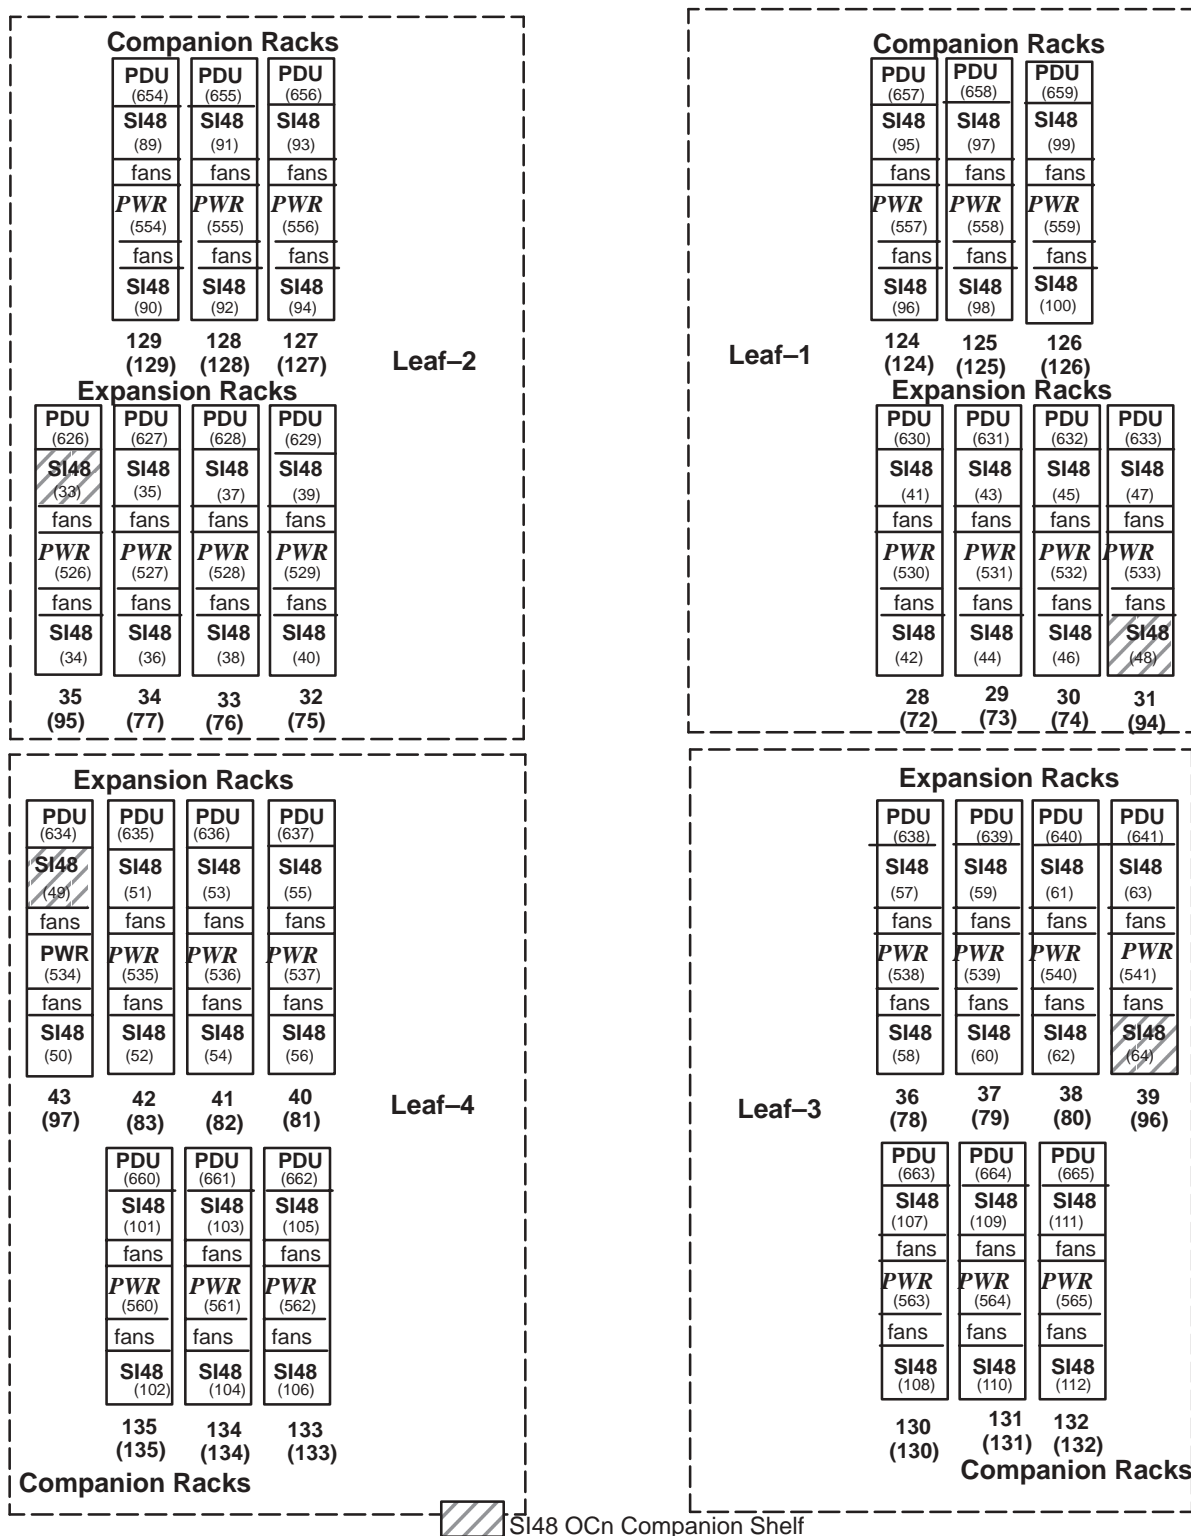 Companion Racks
PDU PDU PDU
(654) (655) (656)
SI48 SI48 SI48
(89) (91) (93)
fans fans fans
PWR PWR PWR
(554) (555) (556)
fans fans fans
SI48 SI48 SI48
(90) (92) (94)
129 128 127
(129) (128) (127)
Leaf–2
Expansion Racks
PDU PDU PDU PDU
(626) (627) (628) (629)
SI48 SI48 SI48 SI48
(33) (35) (37) (39)
fans fans fans fans
PWR PWR PWR PWR
(526) (527) (528) (529)
fans fans fans fans
SI48 SI48 SI48 SI48
(34) (36) (38) (40)
35 34 33 32
(95) (77) (76) (75)
Companion Racks
PDU PDU PDU
(657) (658) (659)
SI48 SI48 SI48
(95) (97) (99)
fans fans fans
PWR PWR PWR
(557) (558) (559)
fans fans fans
SI48 SI48 SI48
(96) (98) (100)
Leaf–1
124 125 126
(124) (125) (126)
Expansion Racks
PDU PDU PDU PDU
(630) (631) (632) (633)
SI48 SI48 SI48 SI48
(41) (43) (45) (47)
fans fans fans fans
PWR PWR PWR PWR
(530) (531) (532) (533)
fans fans fans fans
SI48 SI48 SI48 SI48
(42) (44) (46) (48)
28 29 30 31
(72) (73) (74) (94)
Expansion Racks
PDU PDU PDU PDU
(634) (635) (636) (637)
SI48 SI48 SI48 SI48
(49) (51) (53) (55)
fans fans fans fans
PWR PWR PWR PWR
(534) (535) (536) (537)
fans fans fans fans
SI48 SI48 SI48 SI48
(50) (52) (54) (56)
43 42 41 40
(97) (83) (82) (81)
Leaf–4
PDU PDU PDU
(660) (661) (662)
SI48 SI48 SI48
(101) (103) (105)
fans fans fans
PWR PWR PWR
(560) (561) (562)
fans fans fans
SI48 SI48 SI48
(102) (104) (106)
135 134 133
(135) (134) (133)
Companion Racks
Expansion Racks
PDU PDU PDU PDU
(638) (639) (640) (641)
SI48 SI48 SI48 SI48
(57) (59) (61) (63)
fans fans fans fans
PWR PWR PWR PWR
(538) (539) (540) (541)
fans fans fans fans
SI48 SI48 SI48 SI48
(58) (60) (62) (64)
Leaf–3
36 37 38 39
(78) (79) (80) (96)
PDU PDU PDU
(663) (664) (665)
SI48 SI48 SI48
(107) (109) (111)
fans fans fans
PWR PWR PWR
(563) (564) (565)
fans fans fans
SI48 SI48 SI48
(108) (110) (112)
130 131 132
(130) (131) (132)
Companion Racks
SI48 OCn Companion Shelf